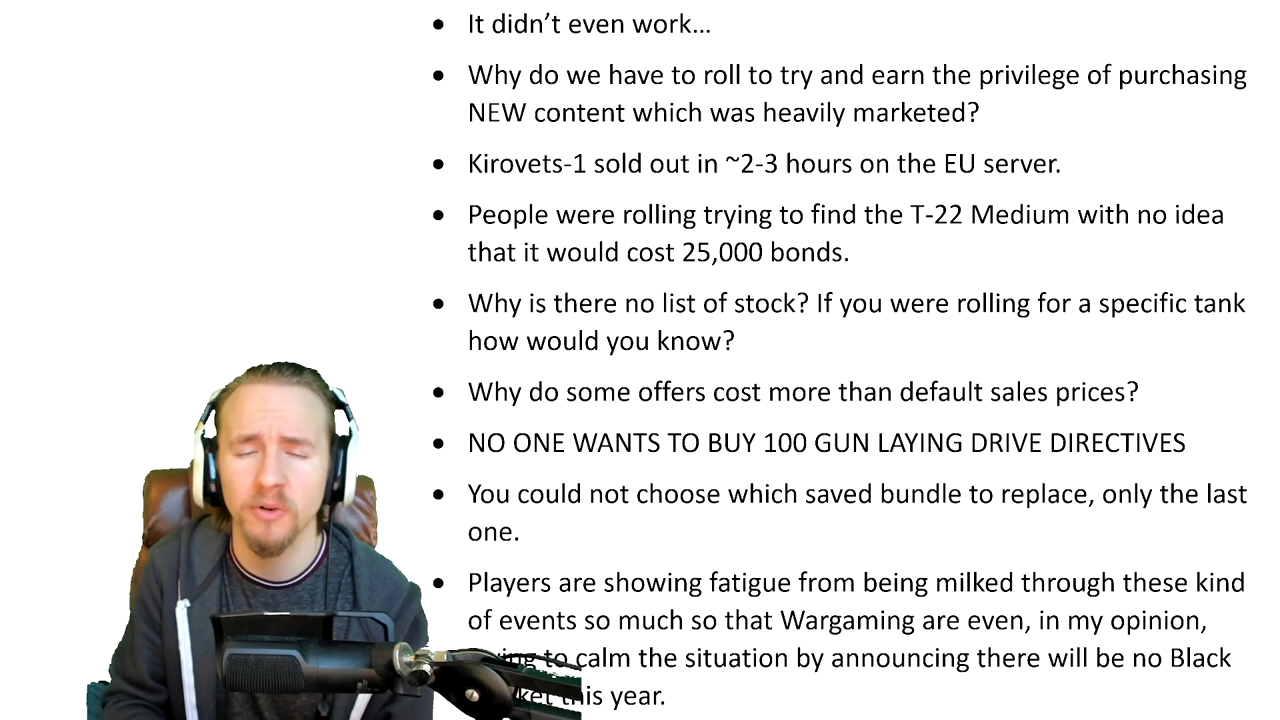 • It didn’t even work...
• Why do we have to roll to try and earn the privilege of purchasing
NEW content which was heavily marketed?
• Kirovets-1 sold out in ~2-3 hours on the EU server.
• People were rolling trying to find the T-22 Medium with no idea
that it would cost 25,000 bonds.
• Why is there no list of stock? If you were rolling for a specific tank
how would you know?
• Why do some offers cost more than default sales prices?
• NO ONE WANTS TO BUY 100 GUN LAYING DRIVE DIRECTIVES
• You could not choose which saved bundle to replace, only the last
one.
• Players are showing fatigue from being milked through these kind
of events so much so that Wargaming are even, in my opinion,
to calm the situation by announcing there will be no Black
this year.